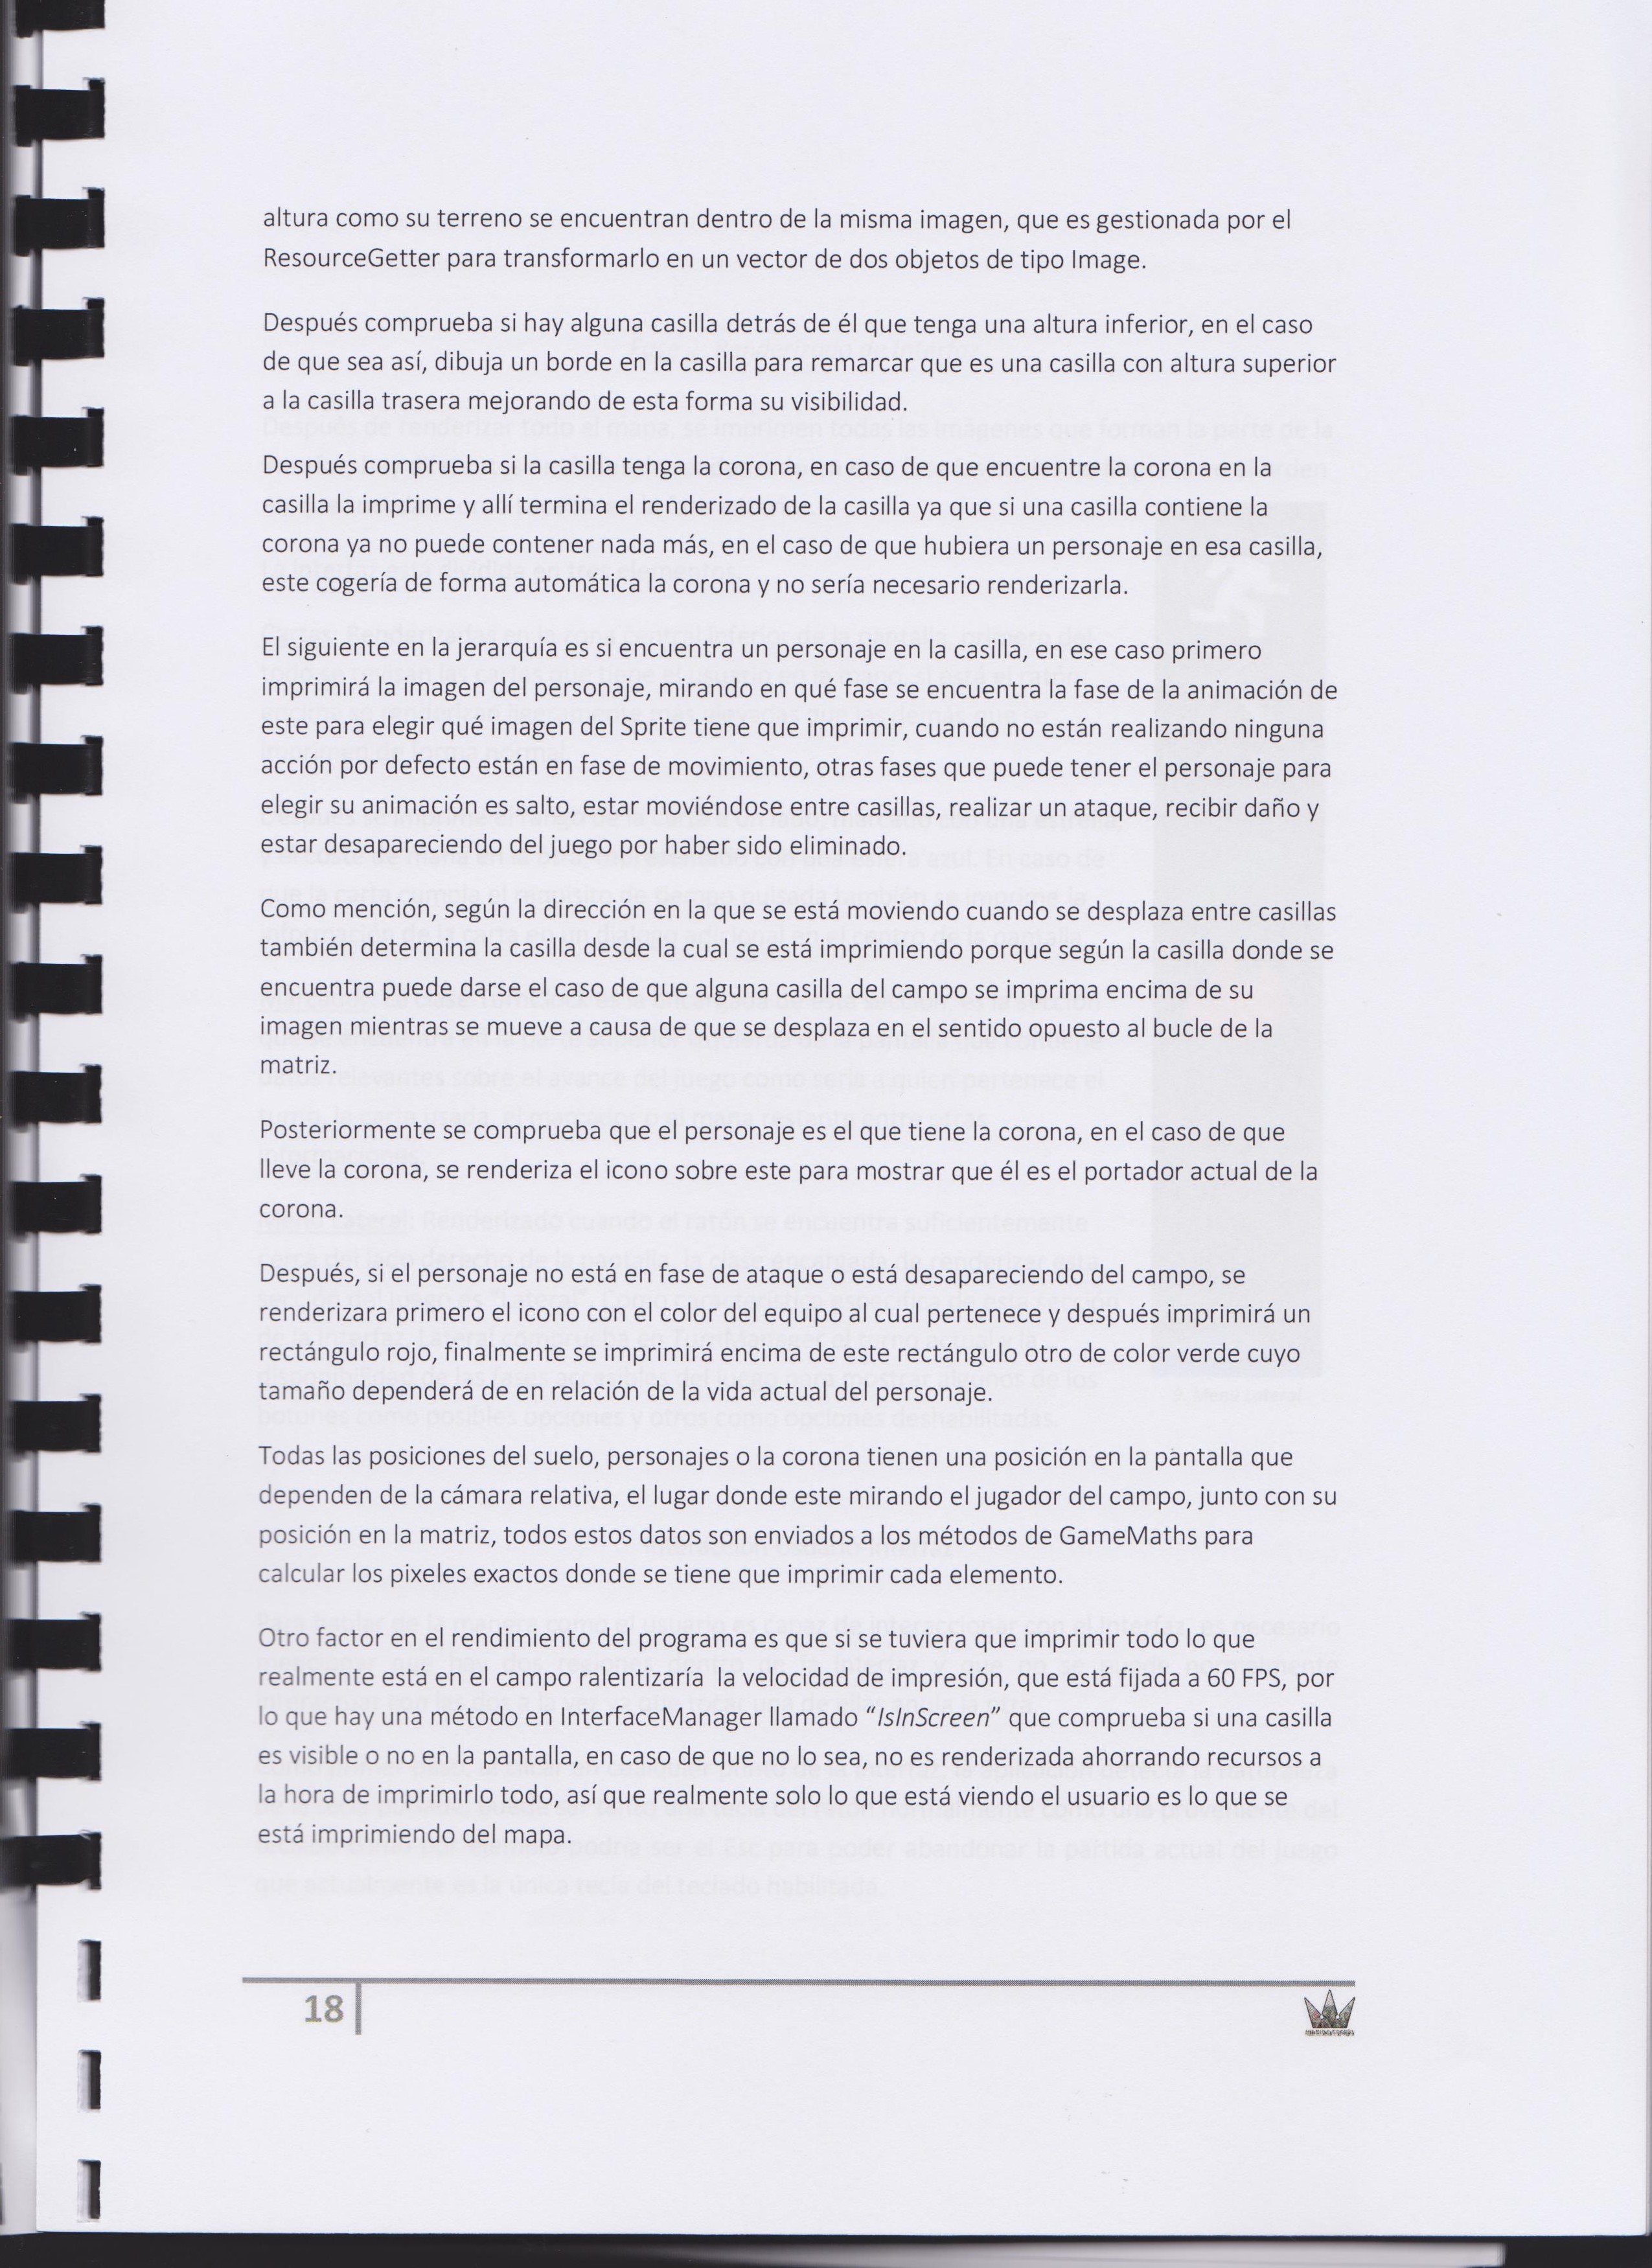 altura como su terreno se encuentran dentro de la misma imagen, que es gestionada por el
ResourceGetter para transformarlo en un vector de dos objetos de tipo Image.
Después comprueba si hay alguna casilla detrás de él que tenga una altura inferior, en el caso
de que sea así, dibuja un borde en la casilla para remarcar que es una casilla con altura superior
a la casilla trasera mejorando de esta forma su visibilidad.
Después comprueba si la casilla tenga la corona, en caso de que encuentre la corona en la
casilla la imprime y allí termina el renderizado de la casilla ya que si una casilla contiene la
corona ya no puede contener nada más, en el caso de que hubiera un personaje en esa casilla,
este cogería de forma automática la corona y no sería necesario renderizarla.
El siguiente en la jerarquía es si encuentra un personaje en la casilla, en ese caso primero
imprimirá la imagen del personaje, mirando en qué fase se encuentra la fase de la animación de
este para elegir qué imagen del Sprite tiene que imprimir, cuando no están realizando ninguna
acción por defecto están en fase de movimiento, otras fases que puede tener el personaje para
elegir su animación es salto, estar moviéndose entre casillas, realizar un ataque, recibir daño y
estar desapareciendo del juego por haber sido eliminado.
Como mención, según la dirección en la que se está moviendo cuando se desplaza entre casillas
también determina la casilla desde la cual se está imprimiendo porque según la casilla donde se
encuentra puede darse el caso de que alguna casilla del campo se imprima encima de su
imagen mientras se mueve a causa de que se desplaza en el sentido opuesto al bucle de la
matriz.
Posteriormente se comprueba que el personaje es el que tiene la corona, en el caso de que
lleve la corona, se renderiza el icono sobre este para mostrar que él es el portador actual de la
corona.
Después, si el personaje no está en fase de ataque o está desapareciendo del campo, se
renderizara primero el icono con el color del equipo al cual pertenece y después imprimirá un
rectángulo rojo, finalmente se imprimirá encima de este rectángulo otro de color verde cuyo
tamaño dependerá de en relación de la vida actual del personaje.
Todas las posiciones del suelo, personajes o la corona tienen una posición en la pantalla que
dependen de la cámara relativa, el lugar donde este mirando el jugador del campo, junto con su
posición en la matriz, todos estos datos son enviados a los métodos de GameMaths para
calcular los pixeles exactos donde se tiene que imprimir cada elemento.
Otro factor en el rendimiento del programa es que si se tuviera que imprimir todo lo que
realmente está en el campo ralentizaría la velocidad de impresión, que está fijada a 60 FPS, por
lo que hay una método en InterfaceManager llamado “IsInScreen” que comprueba si una casilla
es visible o no en la pantalla, en caso de que no lo sea, no es renderizada ahorrando recursos a
la hora de imprimirlo todo, así que realmente solo lo que está viendo el usuario es lo que se
está imprimiendo del mapa.
18